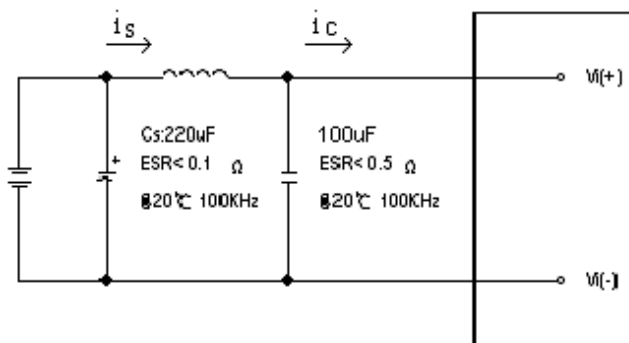 iS
iC
Vi(+)
Cs:220uF
100uF
+
ESR< 0.1 Ω
ESR< 0.5 Ω
20℃ 100KHz
20℃ 100KHz
Vi(-)